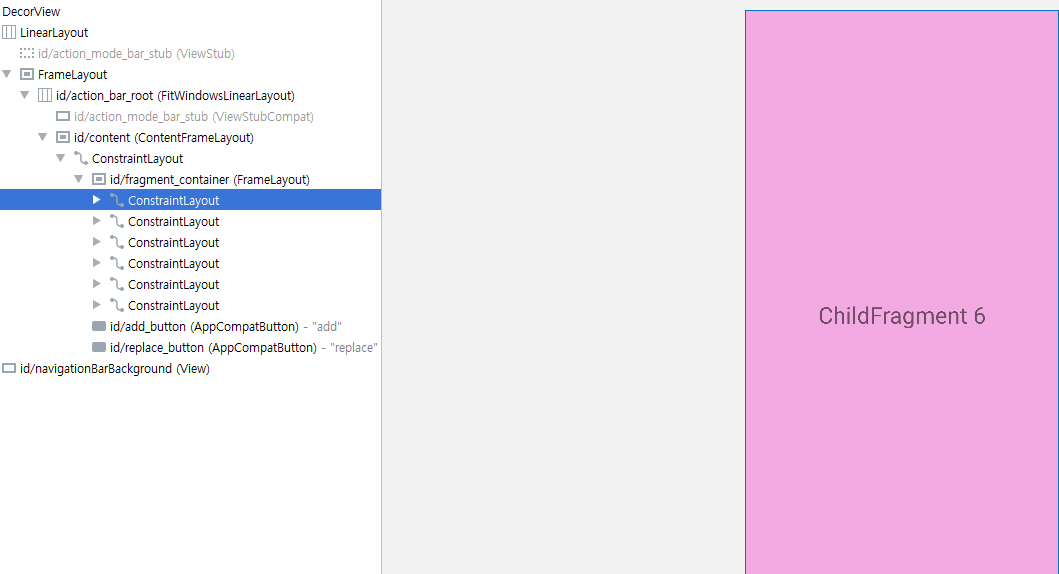 DecorView
LinearLayout
id/action_mode_bar_stub (ViewStub)
FrameLayout
id/action_bar_root (FitWindowsLinearLayout)
id/action_mode_bar_stub (ViewStubCompat)
id/content (ContentFrameLayout)
ConstraintLayout
id/fragment_container (FrameLayout)
ConstraintLayout
ConstraintLayout
ConstraintLayout
ConstraintLayout
ConstraintLayout
ConstraintLayout
id/add_button (AppCompatButton) - "add"
id/replace_button (AppCompatButton) - "replace"
id/navigationBarBackground (View)
ChildFragment 6